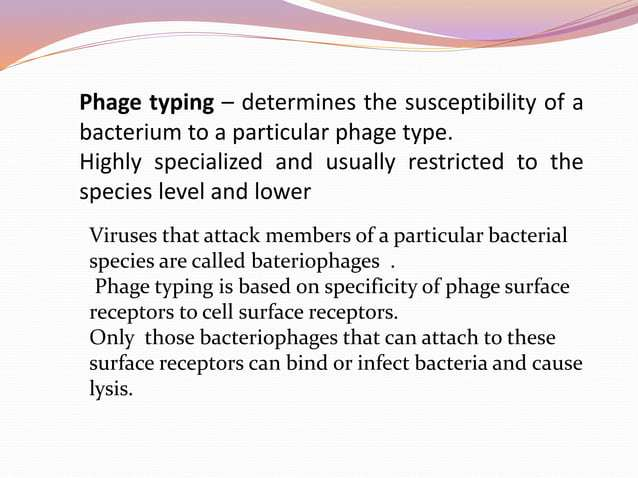 Phage typing – determines the susceptibility of a
bacterium to a particular phage type.
Highly specialized and usually restricted to the
species level and lower
Viruses that attack members of a particular bacterial
species are called bateriophages .
Phage typing is based on specificity of phage surface
receptors to cell surface receptors.
Only those bacteriophages that can attach to these
surface receptors can bind or infect bacteria and cause
lysis.